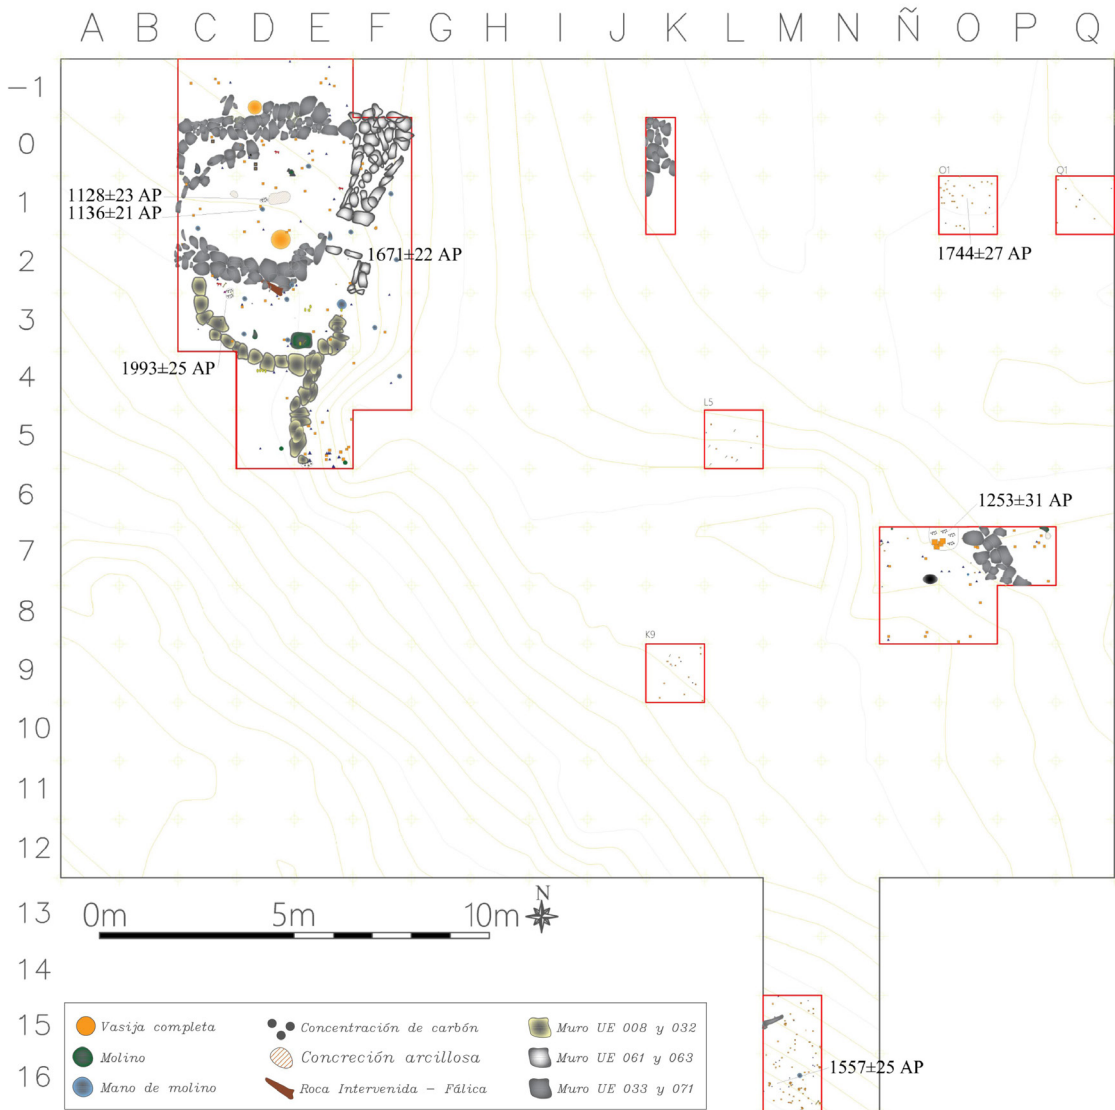 A B C D E F G H I J K L M N Ñ O P Q
-1
0
1
2
3
4
5
6
7
8
9
10
11
12
13
14
15
16
1128±23 AP
1136±21 AP
1671±22 AP
1993±25 AP
O1
Q1
1744±27 AP
L5
1253±31 AP
K9
0m 5m 10m
N
1557±25 AP
Vasija completa
Molino
Mano de molino
Concentración de carbón
Concreción arcillosa
Roca Intervenida - Fálica
Muro UE 008 y 032
Muro UE 061 y 063
Muro UE 033 y 071